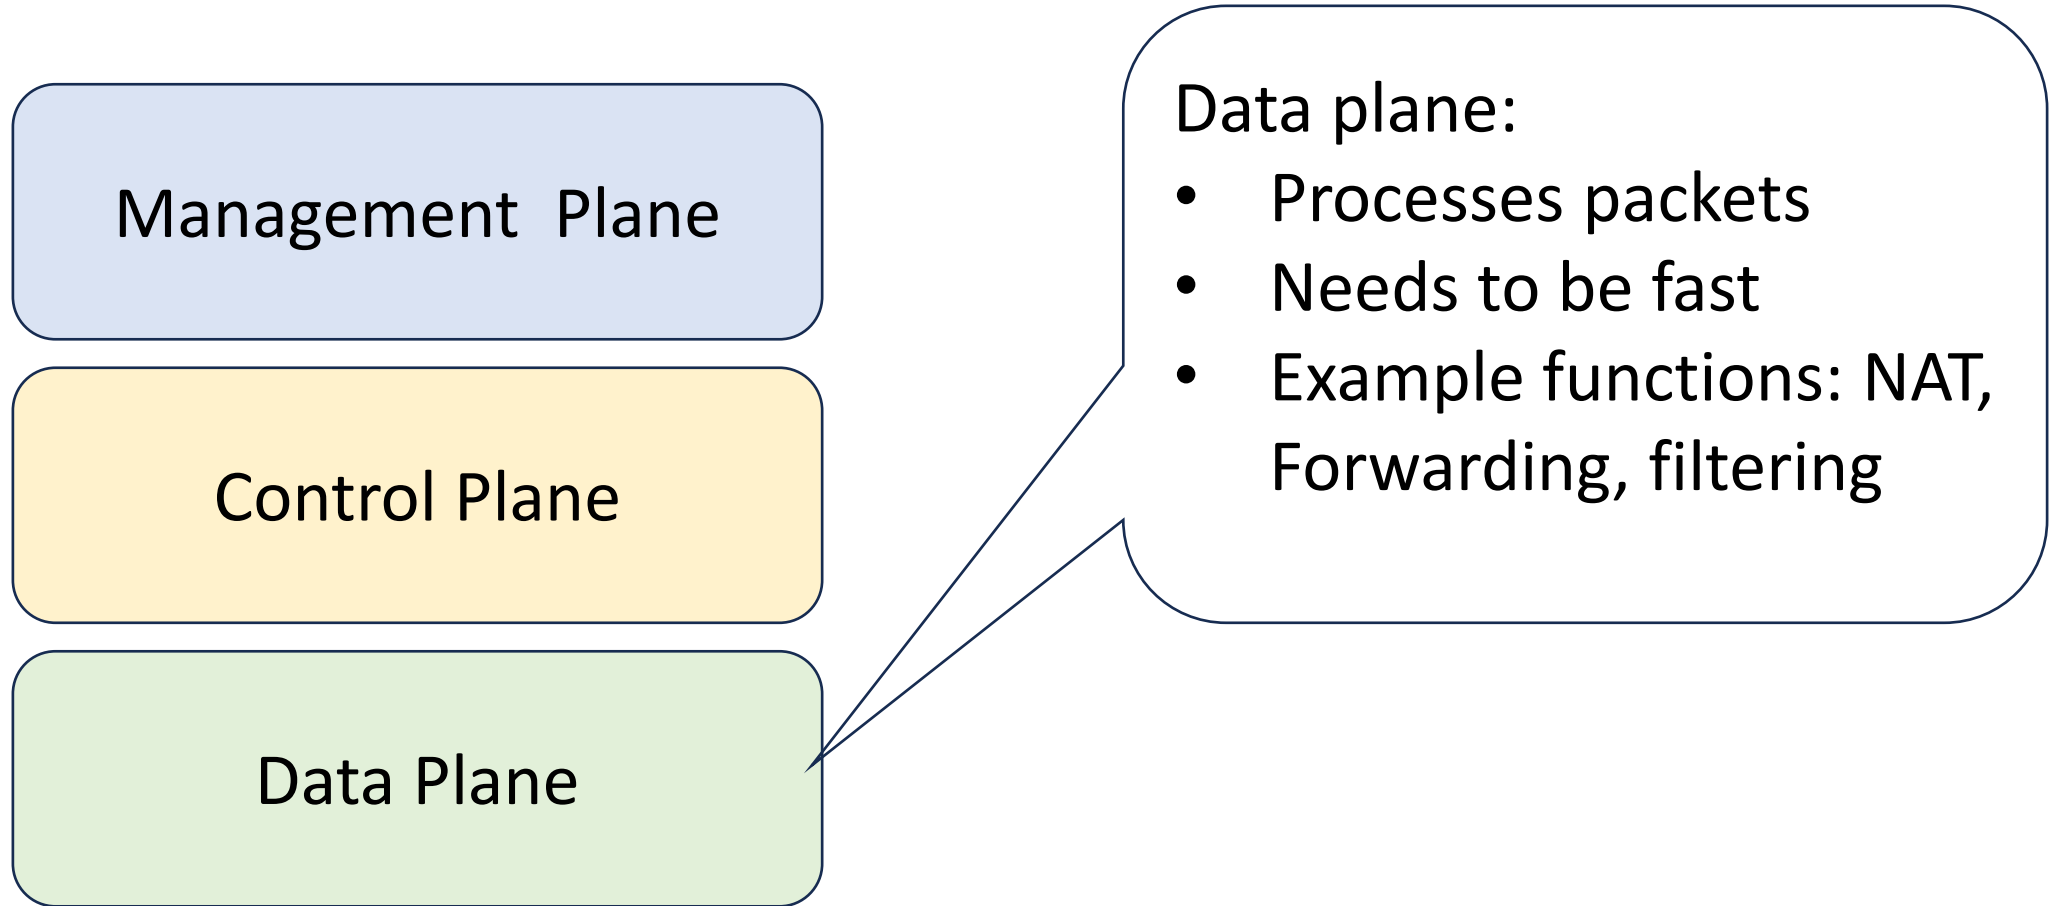 Management  Plane
Control Plane
Data Plane
Data plane:
• Processes packets
• Needs to be fast
• Example functions: NAT,
Forwarding, filtering